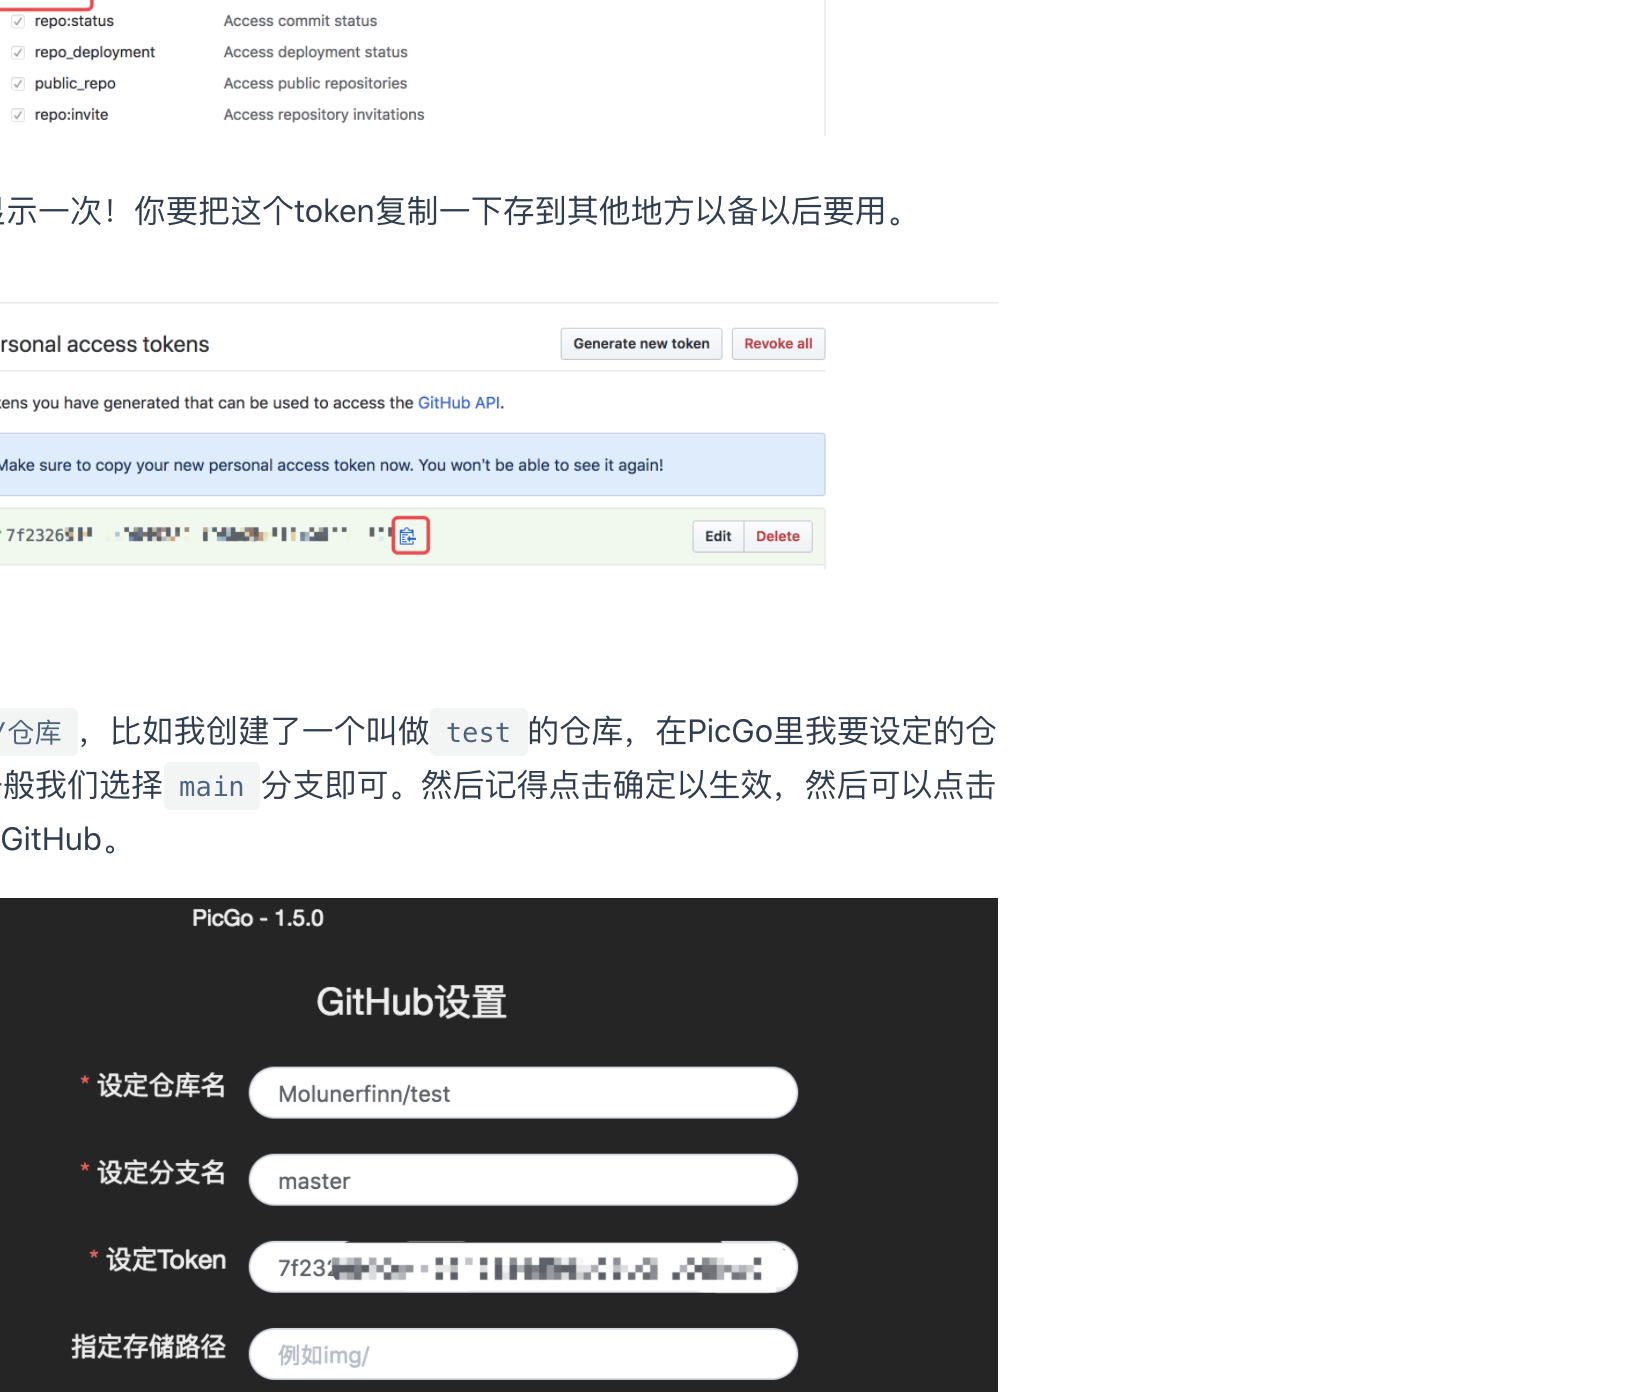 repo:status Access commit status
repo_deployment Access deployment status
public_repo Access public repositories
repo:invite Access repository invitations
示一次！你要把这个token复制一下存到其他地方以备以后要用。
rsonal access tokens Generate new token Revoke all
ens you have generated that can be used to access the GitHub API.
Make sure to copy your new personal access token now. You won't be able to see it again!
7f2326 Edit Delete
/仓库，比如我创建了一个叫做 test 的仓库，在PicGo里我要设定的仓
般我们选择 main 分支即可。然后记得点击确定以生效，然后可以点击
GitHub。
PicGo - 1.5.0
GitHub设置
* 设定仓库名 Molunerfinn/test
* 设定分支名 master
* 设定Token 7f232
指定存储路径 例如img/